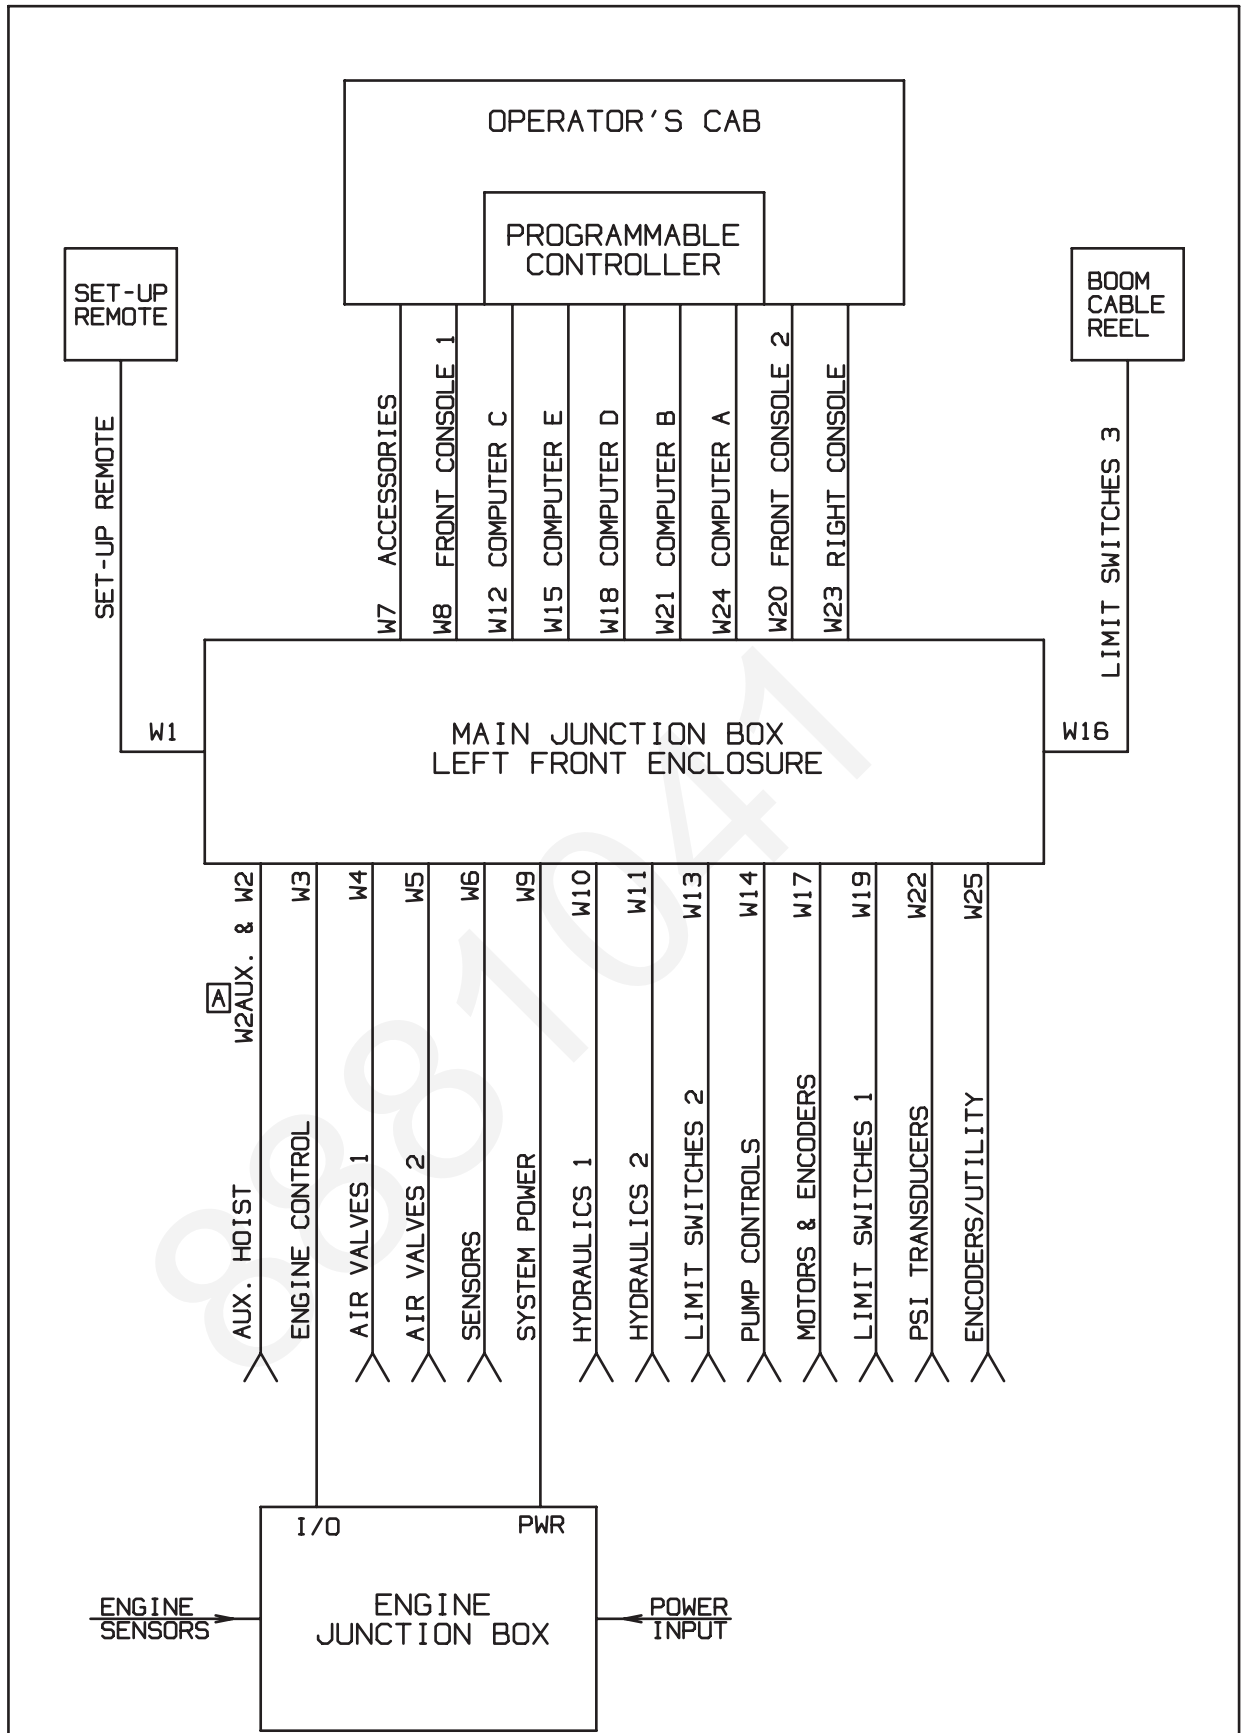 OPERATOR'S CAB
PROGRAMMABLE
CONTROLLER
SET-UP
REMOTE
BOOM
CABLE
REEL
SET-UP REMOTE
W7 ACCESSORIES
W8 FRONT CONSOLE 1
W12 COMPUTER C
W15 COMPUTER E
W18 COMPUTER D
W21 COMPUTER B
W24 COMPUTER A
W20 FRONT CONSOLE 2
W23 RIGHT CONSOLE
LIMIT SWITCHES 3
W1
MAIN JUNCTION BOX
LEFT FRONT ENCLOSURE
W16
A
W2AUX. & W2
W3
W4
W5
W6
W9
W10
W11
W13
W14
W17
W19
W22
W25
AUX. HOIST
ENGINE CONTROL
AIR VALVES 1
AIR VALVES 2
SENSORS
SYSTEM POWER
HYDRAULICS 1
HYDRAULICS 2
LIMIT SWITCHES 2
PUMP CONTROLS
MOTORS & ENCODERS
LIMIT SWITCHES 1
PSI TRANSDUCERS
ENCODERS/UTILITY
8881041
I/O
PWR
ENGINE
JUNCTION BOX
ENGINE
SENSORS
POWER
INPUT